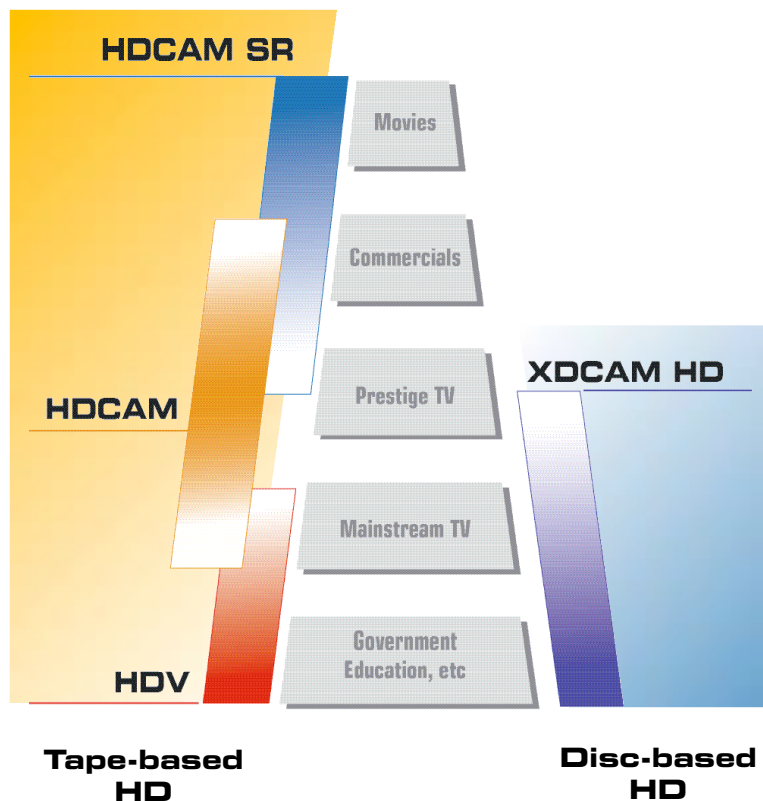 HDCAM SR
Movies
Commercials
XDCAM HD
Prestige TV
HDCAM
Mainstream TV
Government
Education, etc
HDV
Tape-based
HD
Disc-based
HD